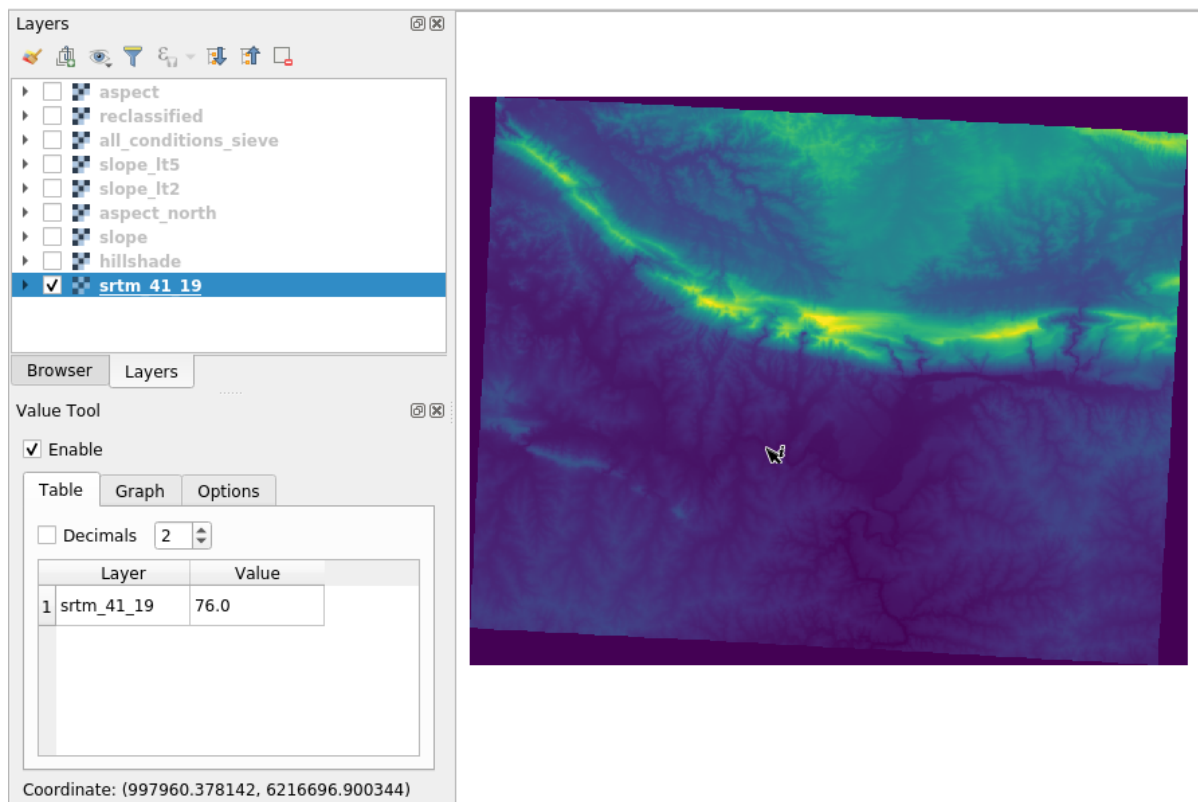 Layers
aspect
reclassified
all_conditions_sieve
slope_lt5
slope_lt2
aspect_north
slope
hillshade
srtm_41_19
Browser Layers
Value Tool
Enable
Table Graph Options
Decimals 2
Layer Value
1 srtm_41_19 76.0
Coordinate: (997960.378142, 6216696.900344)